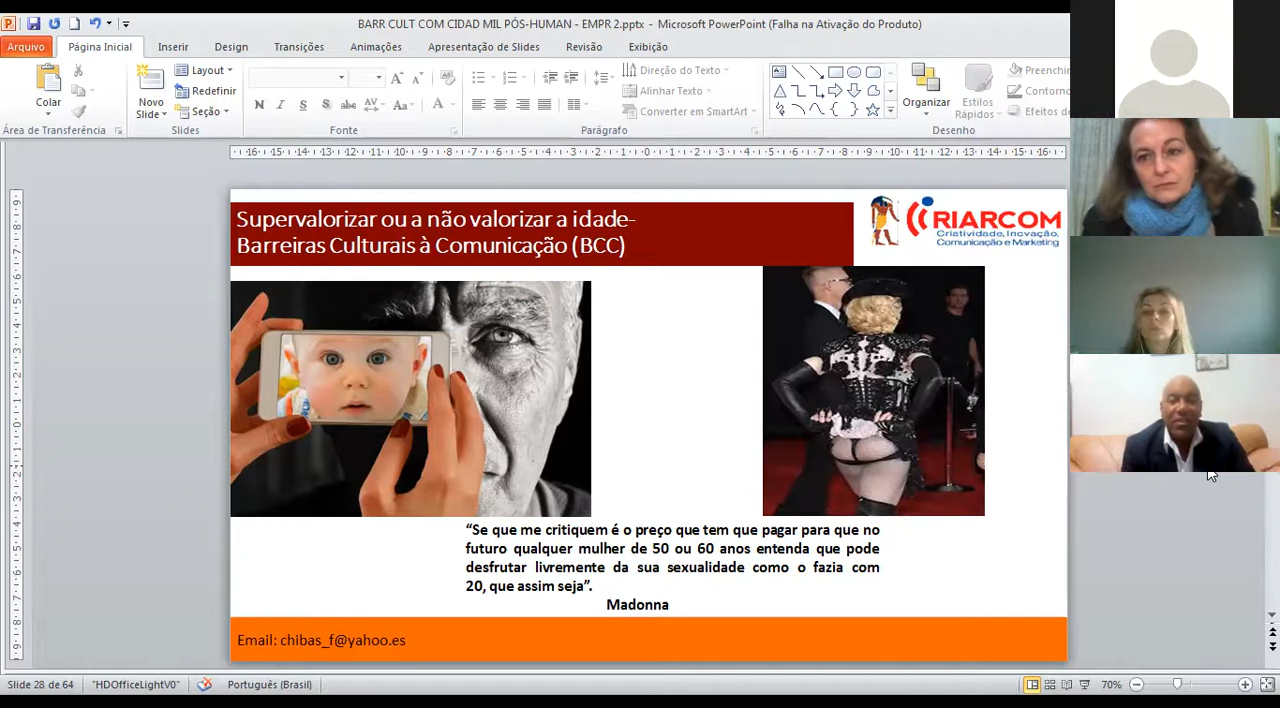 BARR CULT COM CIDAD MIL PÓS-HUMAN - EMPR 2.pptx - Microsoft PowerPoint (Falha na Ativação do Produto)
Arquivo Página Inicial Inserir Design Transições Animações Apresentação de Slides Revisão Exibição
Colar
Novo Slide
Layout
Redefinir
Seção
Direção do Texto
Alinhar Texto
Converter em SmartArt
Organizar
Estilos Rápidos
Preenchi
Contorno
Efeitos d
Área de Transferência Slides Fonte Parágrafo Desenho
Supervalorizar ou a não valorizar a idade-
Barreiras Culturais à Comunicação (BCC)
CRIARCOM
Criatividade, Inovação,
Comunicação e Marketing
“Se que me critiquem é o preço que tem que pagar para que no
futuro qualquer mulher de 50 ou 60 anos entenda que pode
desfrutar livremente da sua sexualidade como o fazia com
20, que assim seja”.
Madonna
Email: chibas_f@yahoo.es
Slide 28 de 64 "HDOfficeLightV0" Português (Brasil) 70%